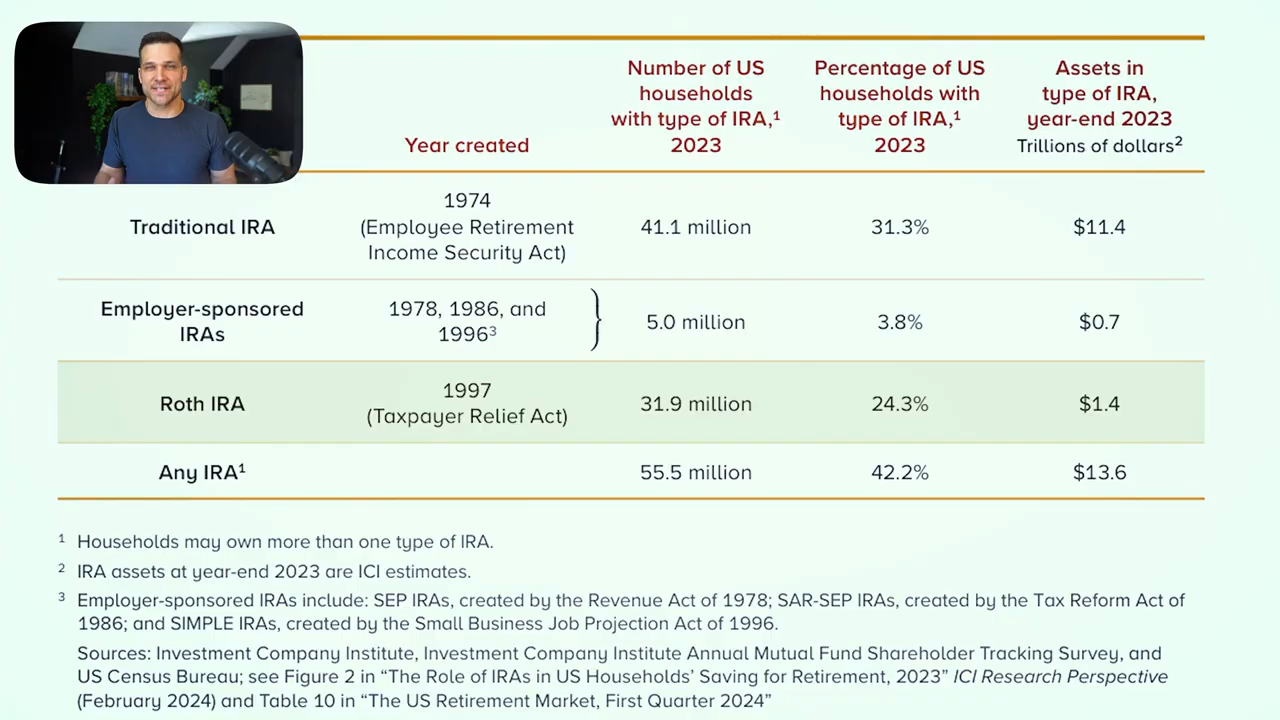 Number of US
households
with type of IRA,¹
2023
Percentage of US
households with
type of IRA,¹
2023
Assets in
type of IRA,
year-end 2023
Trillions of dollars²
Year created
Traditional IRA
1974
(Employee Retirement
Income Security Act)
41.1 million
31.3%
$11.4
Employer-sponsored
IRAs
1978, 1986, and
1996³
5.0 million
3.8%
$0.7
Roth IRA
1997
(Taxpayer Relief Act)
31.9 million
24.3%
$1.4
Any IRA¹
55.5 million
42.2%
$13.6
¹ Households may own more than one type of IRA.
² IRA assets at year-end 2023 are ICI estimates.
³ Employer-sponsored IRAs include: SEP IRAs, created by the Revenue Act of 1978; SAR-SEP IRAs, created by the Tax Reform Act of
1986; and SIMPLE IRAs, created by the Small Business Job Projection Act of 1996.
Sources: Investment Company Institute, Investment Company Institute Annual Mutual Fund Shareholder Tracking Survey, and
US Census Bureau; see Figure 2 in “The Role of IRAs in US Households’ Saving for Retirement, 2023” ICI Research Perspective
(February 2024) and Table 10 in “The US Retirement Market, First Quarter 2024”